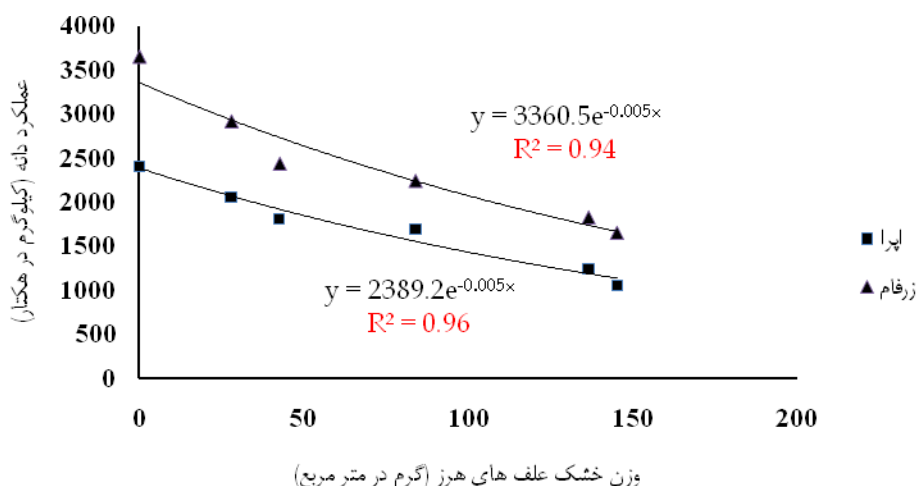 4000
3500
3000
2500
2000
1500
1000
500
0
عملکرد دانه (کیلوگرم در هکتار)
y = 3360.5e^-0.005x
R² = 0.94
y = 2389.2e^-0.005x
R² = 0.96
اپرا
زرفام
0 50 100 150 200
وزن خشک علف های هرز (گرم در متر مربع)